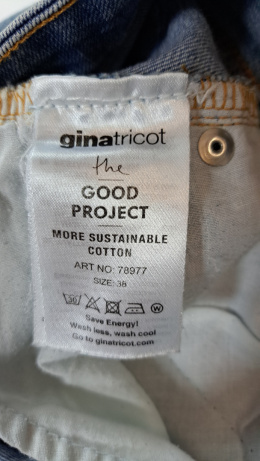 ginatricot
the
GOOD
PROJECT
MORE SUSTAINABLE
COTTON
ART NO: 78977
SIZE: 38
Save Energy!
Wash less, wash cool
Go to ginatricot.com